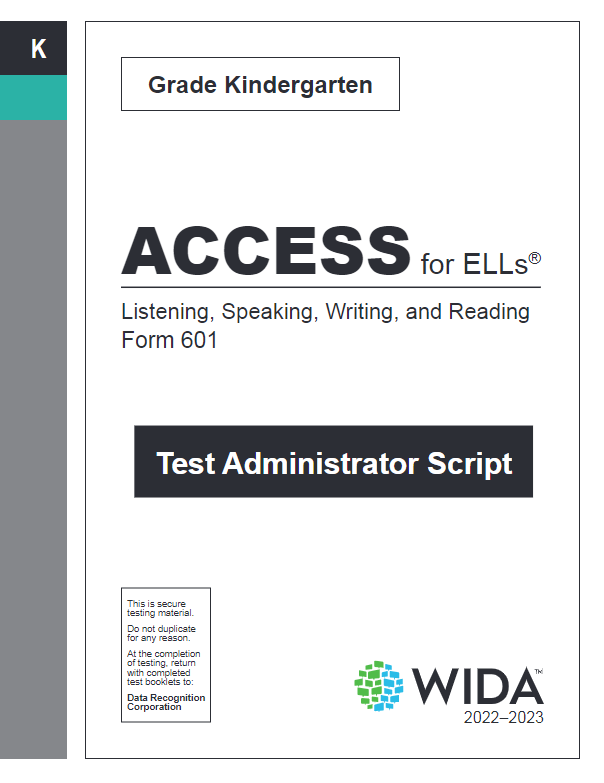 K
Grade Kindergarten
ACCESS for ELLs®
Listening, Speaking, Writing, and Reading
Form 601
Test Administrator Script
This is secure
testing material.
Do not duplicate
for any reason.
At the completion
of testing, return
with completed
test booklets to:
Data Recognition
Corporation
WIDA™
2022–2023